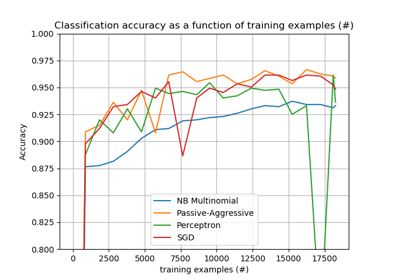 Classification accuracy as a function of training examples (#)
1.000
0.975
0.950
0.925
0.900
0.875
0.850
0.825
0.800
Accuracy
NB Multinomial
Passive-Aggressive
Perceptron
SGD
0 2500 5000 7500 10000 12500 15000 17500
training examples (#)